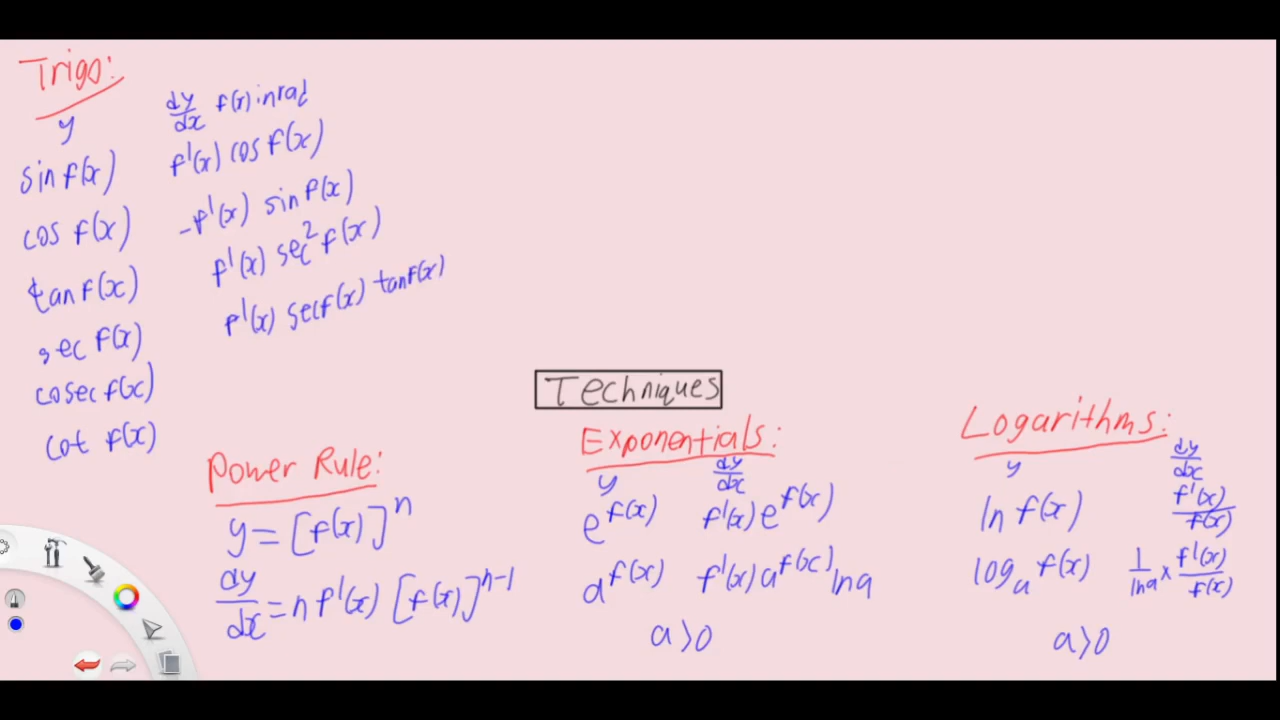 Trigo:
y
dy/dx f(x) in rad
sin f(x) f'(x) cos f(x)
cos f(x) -f'(x) sin f(x)
tan f(x) f'(x) sec² f(x)
sec f(x) f'(x) sec f(x) tan f(x)
cosec f(x)
cot f(x)
Techniques
Power Rule:
y = [f(x)]ⁿ
dy/dx = n f'(x) [f(x)]ⁿ⁻¹
Exponentials:
y dy/dx
e^f(x) f'(x) e^f(x)
a^f(x) f'(x) a^f(x) ln a
a > 0
Logarithms:
y dy/dx
ln f(x) f'(x)/f(x)
logₐ f(x) 1/ln a × f'(x)/f(x)
a > 0